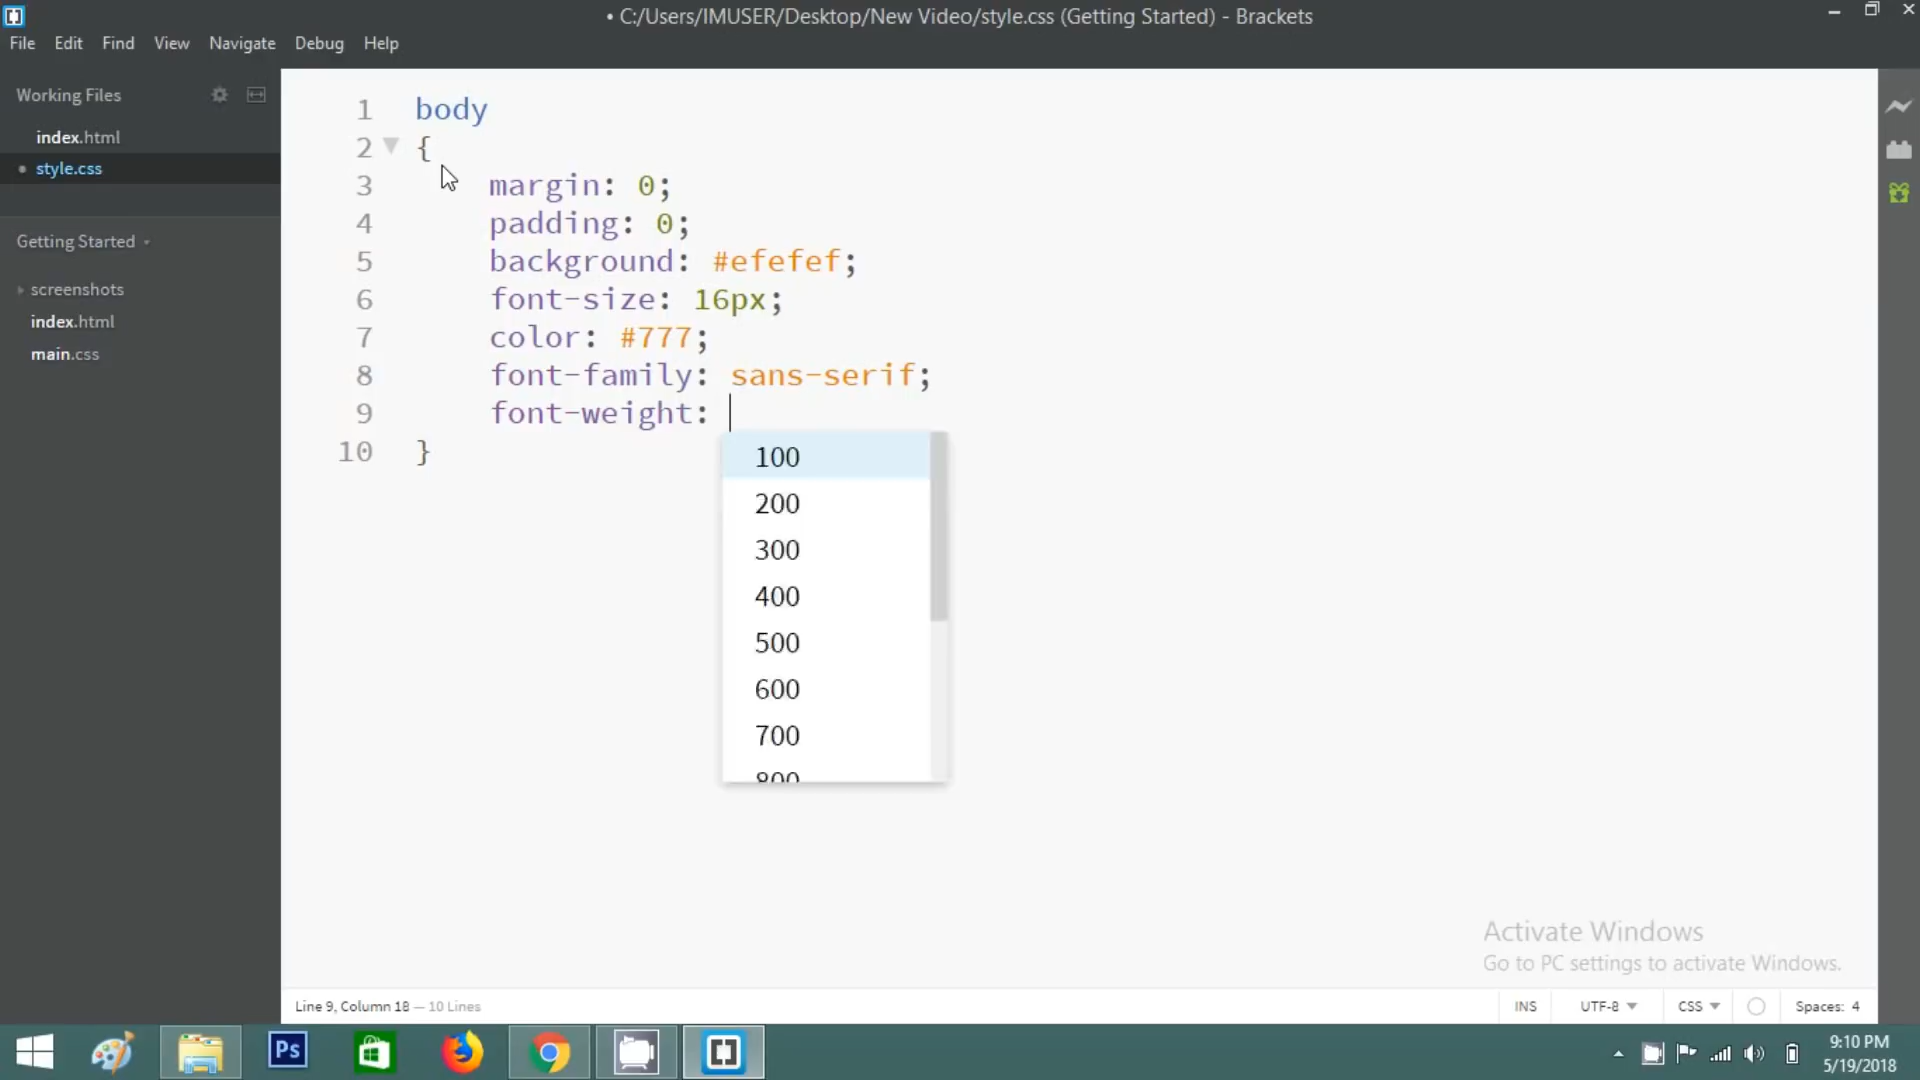 • C:/Users/IMUSER/Desktop/New Video/style.css (Getting Started) - Brackets
File Edit Find View Navigate Debug Help
Working Files
index.html
• style.css
Getting Started
screenshots
index.html
main.css
1 body
2 {
3 margin: 0;
4 padding: 0;
5 background: #efefef;
6 font-size: 16px;
7 color: #777;
8 font-family: sans-serif;
9 font-weight:
10 }
100
200
300
400
500
600
700
800
Activate Windows
Go to PC settings to activate Windows.
Line 9, Column 18 — 10 Lines
INS UTF-8 CSS Spaces: 4
Ps
9:10 PM
5/19/2018